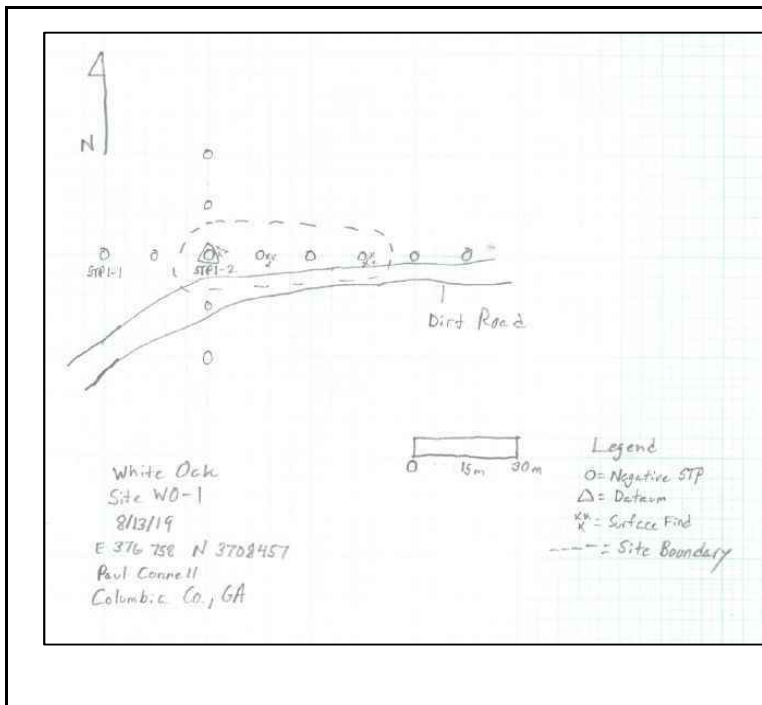 N
STP1-1
STP1-2
Dirt Road
0 15m 30m
White Oak
Site WO-1
8/13/19
E 376 758 N 3708457
Paul Connell
Columbia Co., GA
Legend
O = Negative STP
△ = Dataum
= Surface Find
---- = Site Boundary